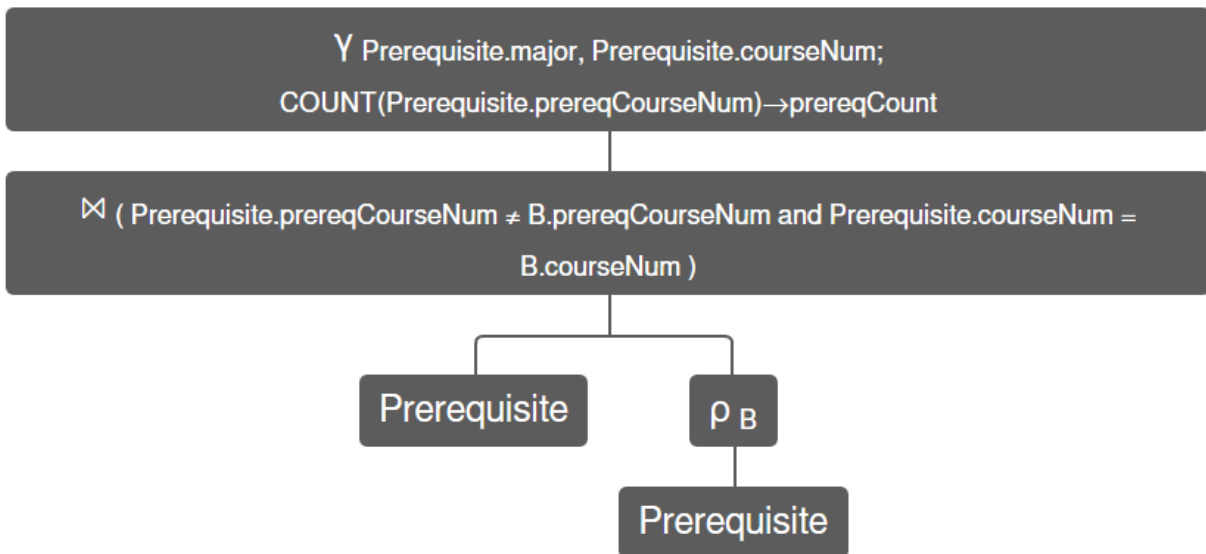 γ Prerequisite.major, Prerequisite.courseNum;
COUNT(Prerequisite.prereqCourseNum)→prereqCount
⋈ ( Prerequisite.prereqCourseNum ≠ B.prereqCourseNum and Prerequisite.courseNum =
B.courseNum )
Prerequisite
ρ B
Prerequisite